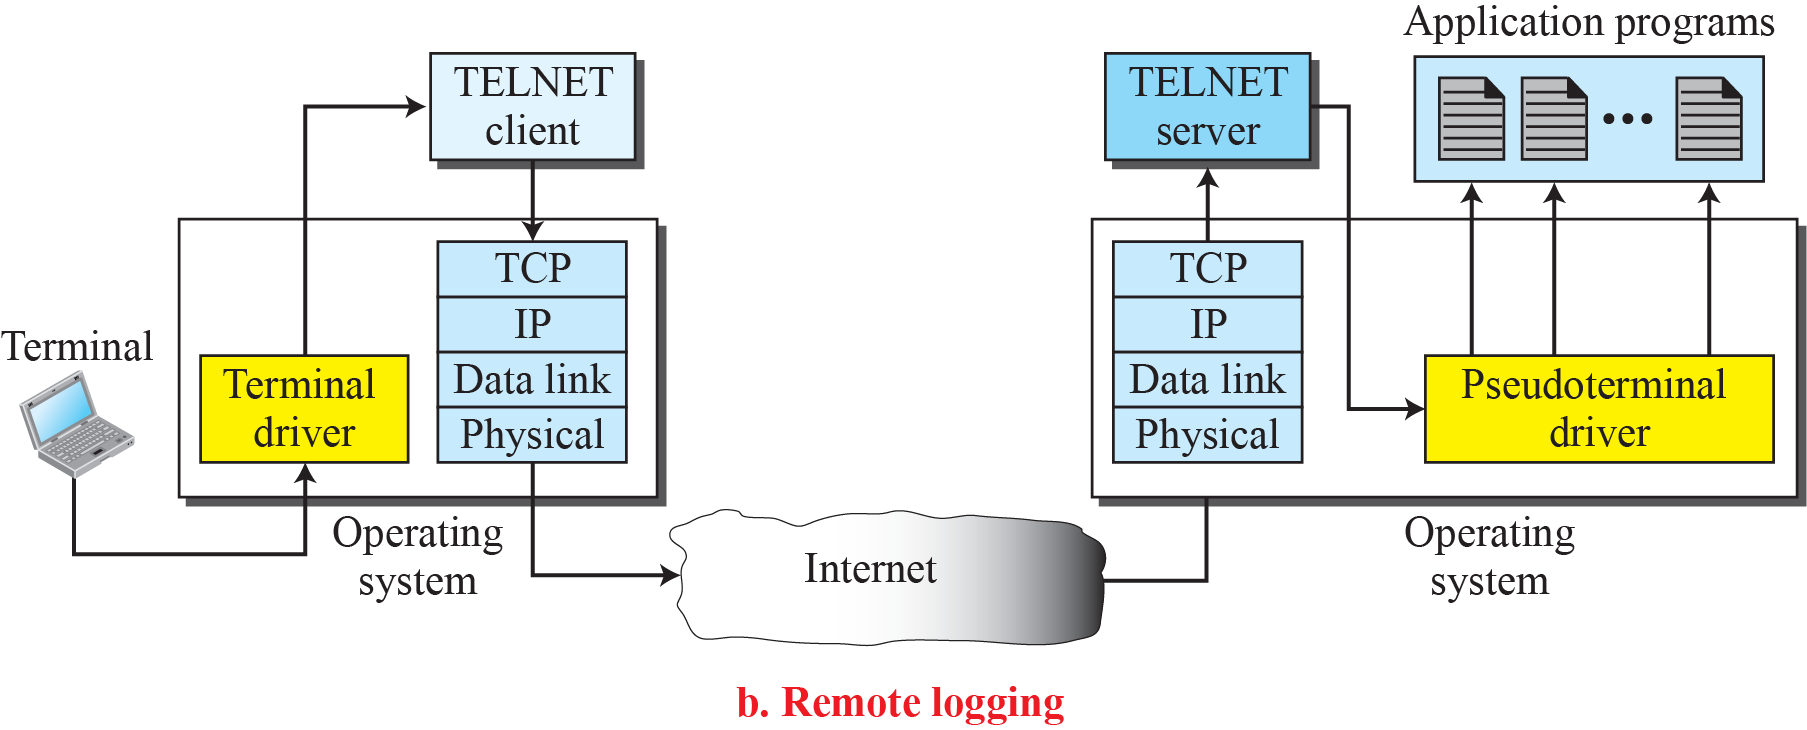 Application programs
TELNET
client
TELNET
server
TCP
IP
Data link
Physical
TCP
IP
Data link
Physical
Terminal
Terminal
driver
Pseudoterminal
driver
Operating
system
Operating
system
Internet
b. Remote logging